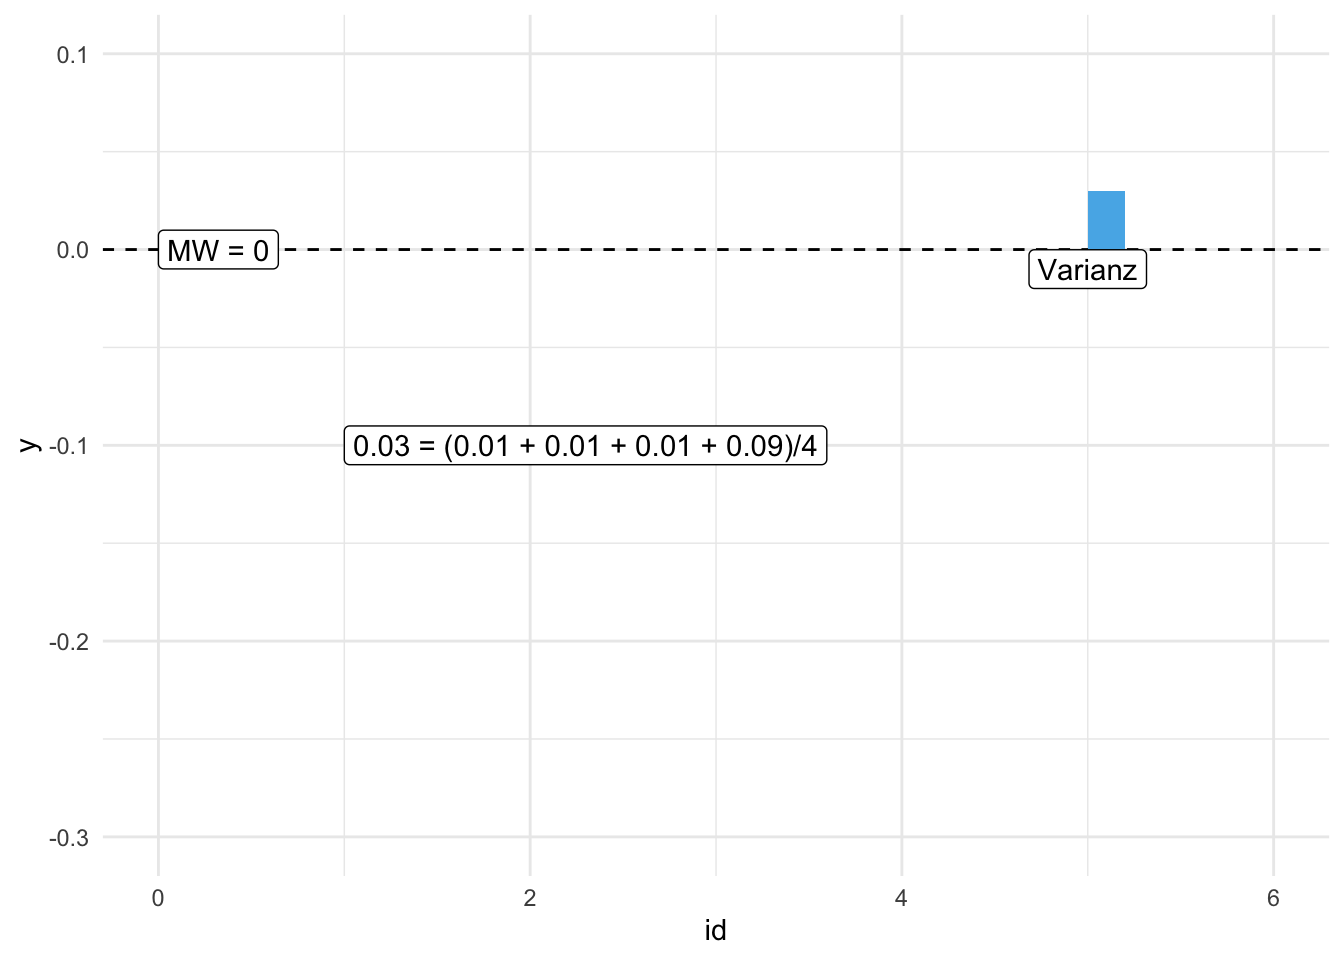 0.1
0.0
MW = 0
Varianz
y
-0.1
0.03 = (0.01 + 0.01 + 0.01 + 0.09)/4
-0.2
-0.3
0 2 4 6
id